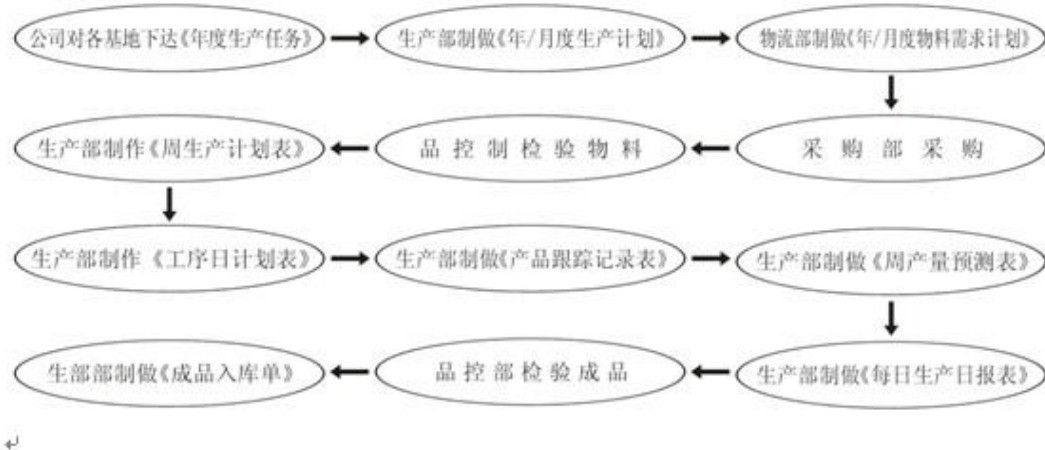 公司对各基地下达《年度生产任务》
生产部制做《年/月度生产计划》
物流部制做《年/月度物料需求计划》
采购部采购
品控制检验物料
生产部制作《周生产计划表》
生产部制作《工序日计划表》
生产部制做《产品跟踪记录表》
生产部制做《周产量预测表》
生产部制做《每日生产日报表》
品控部检验成品
生部部制做《成品入库单》